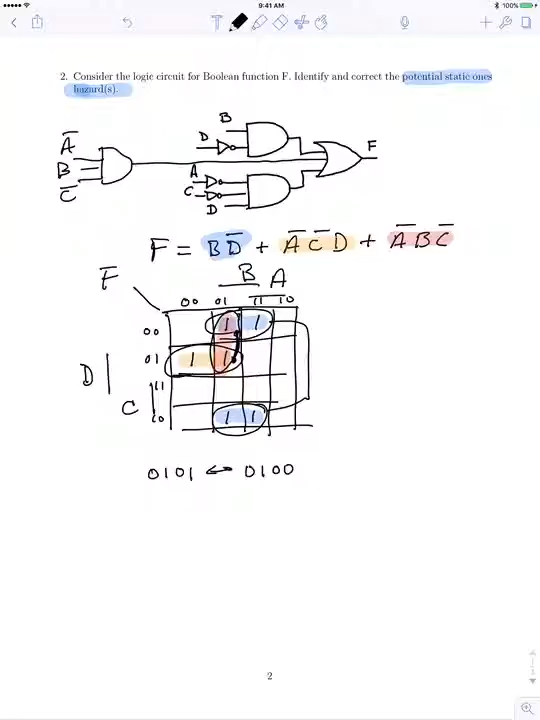 9:41 AM
100%
2. Consider the logic circuit for Boolean function F. Identify and correct the potential static ones
hazard(s).
B
D
F
A̅
B
C̅
A
C
D
F = BD̅ + A̅C̅D + A̅BC̅
F̅
B A
00 01 11 10
00 1 1
D 01 1 1
11
C
10 1 1
0101 ↔ 0100
2